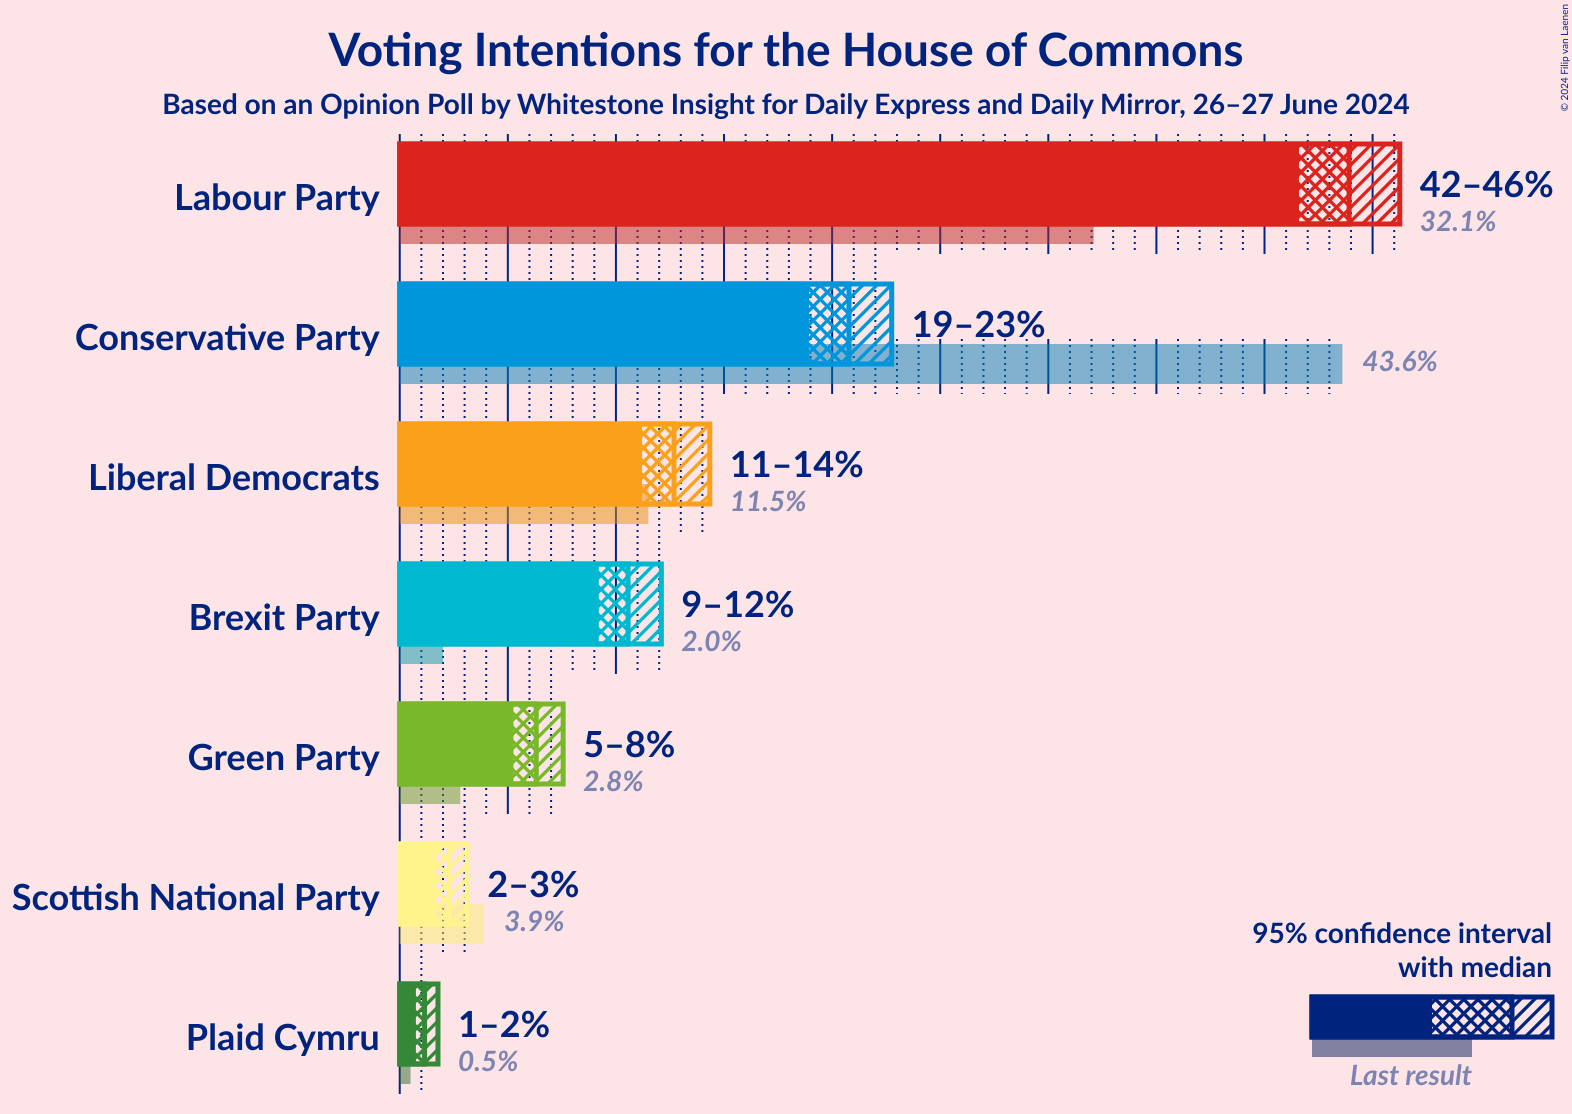 Voting Intentions for the House of Commons
Based on an Opinion Poll by Whitestone Insight for Daily Express and Daily Mirror, 26–27 June 2024
© 2024 Filip van Laenen
Labour Party
42–46%
32.1%
Conservative Party
19–23%
43.6%
Liberal Democrats
11–14%
11.5%
Brexit Party
9–12%
2.0%
Green Party
5–8%
2.8%
Scottish National Party
2–3%
3.9%
Plaid Cymru
1–2%
0.5%
95% confidence interval
with median
Last result